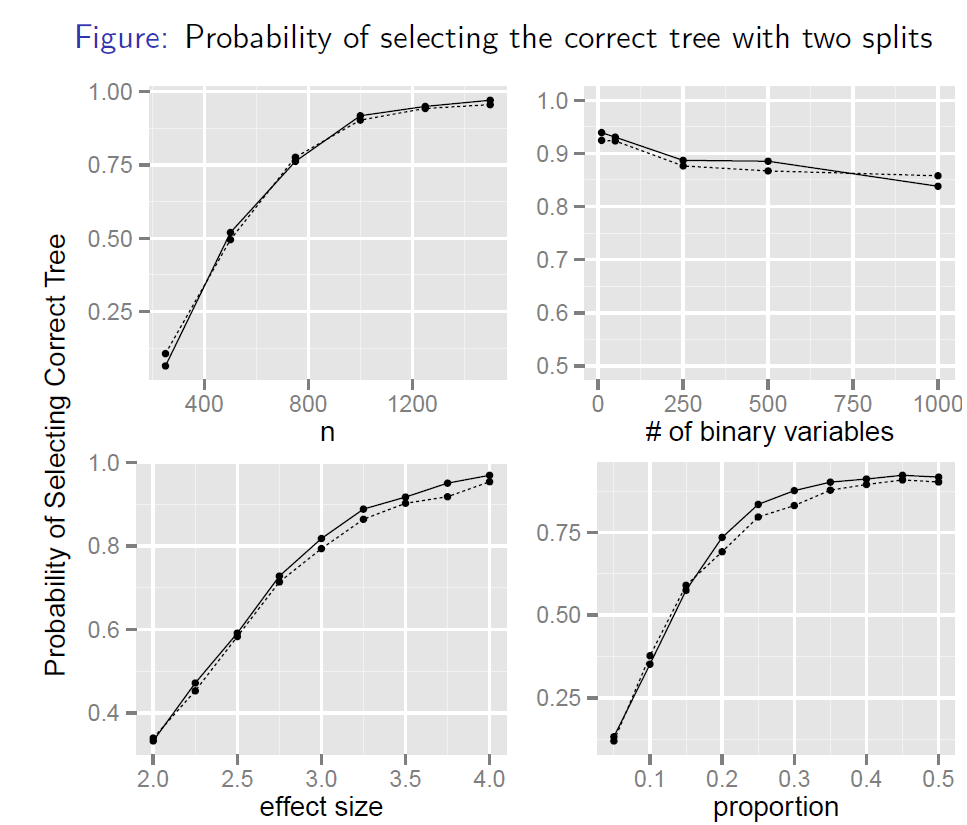 Figure: Probability of selecting the correct tree with two splits
Probability of Selecting Correct Tree
1.00
0.75
0.50
0.25
400 800 1200
n
1.0
0.9
0.8
0.7
0.6
0.5
0 250 500 750 1000
# of binary variables
1.0
0.8
0.6
0.4
2.0 2.5 3.0 3.5 4.0
effect size
0.75
0.50
0.25
0.1 0.2 0.3 0.4 0.5
proportion